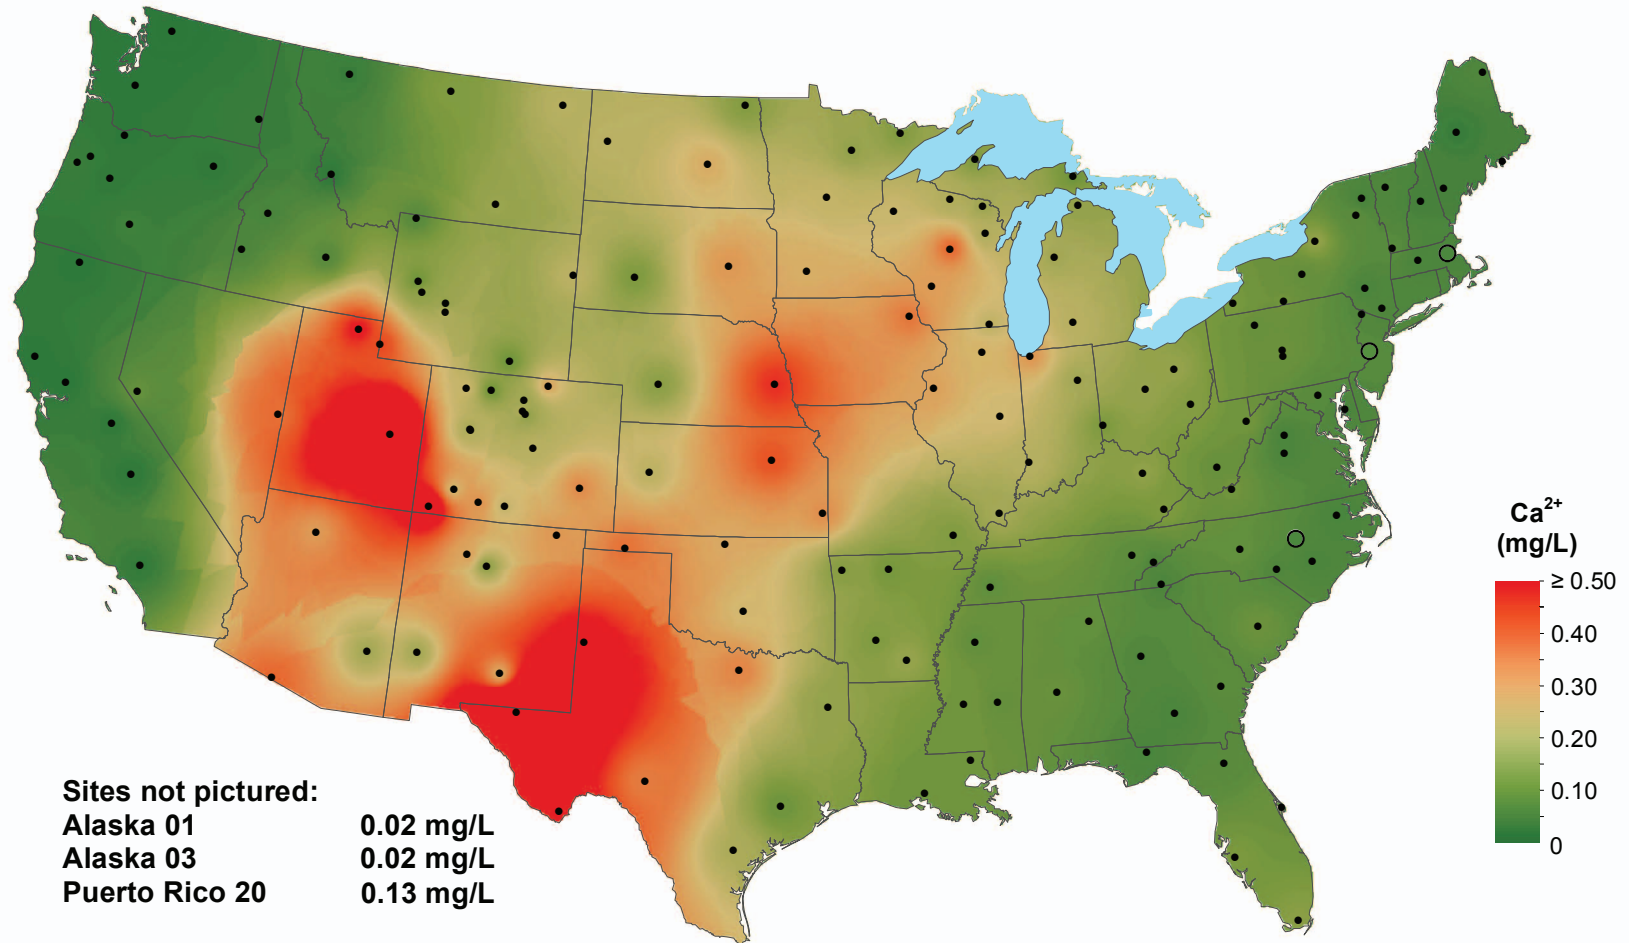 Ca²⁺
(mg/L)
≥ 0.50
0.40
0.30
0.20
0.10
0
Sites not pictured:
Alaska 01 0.02 mg/L
Alaska 03 0.02 mg/L
Puerto Rico 20 0.13 mg/L